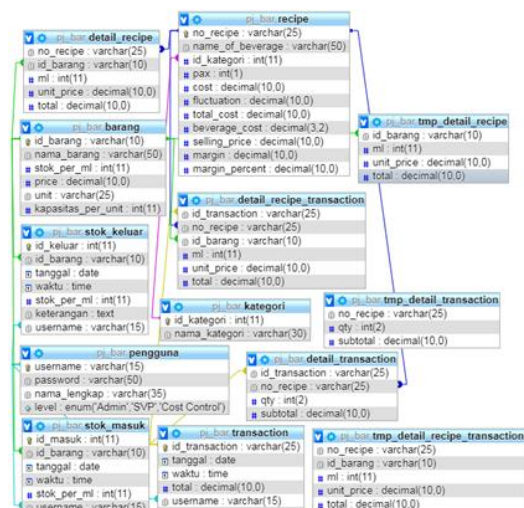 pj_bar detail_recipe
no_recipe : varchar(25)
id_barang : varchar(10)
ml : int(11)
unit_price : decimal(10,0)
total : decimal(10,0)
pj_bar recipe
no_recipe : varchar(25)
name_of_beverage : varchar(50)
id_kategori : int(11)
pax : int(1)
cost : decimal(10,0)
fluctuation : decimal(10,0)
total_cost : decimal(10,0)
beverage_cost : decimal(3,2)
selling_price : decimal(10,0)
margin : decimal(10,0)
margin_percent : decimal(10,0)
pj_bar tmp_detail_recipe
id_barang : varchar(10)
ml : int(11)
unit_price : decimal(10,0)
total : decimal(10,0)
pj_bar barang
id_barang : varchar(10)
nama_barang : varchar(50)
stok_per_ml : int(11)
price : decimal(10,0)
unit : varchar(25)
kapasitas_per_unit : int(11)
pj_bar detail_recipe_transaction
id_transaction : varchar(25)
no_recipe : varchar(25)
id_barang : varchar(10)
ml : int(11)
unit_price : decimal(10,0)
total : decimal(10,0)
pj_bar stok_keluar
id_keluar : int(11)
id_barang : varchar(10)
tanggal : date
waktu : time
stok_per_ml : int(11)
keterangan : text
username : varchar(15)
pj_bar kategori
id_kategori : int(11)
nama_kategori : varchar(30)
pj_bar tmp_detail_transaction
no_recipe : varchar(25)
qty : int(2)
subtotal : decimal(10,0)
pj_bar pengguna
username : varchar(15)
password : varchar(50)
nama_lengkap : varchar(35)
level : enum('Admin','SVP','Cost Control')
pj_bar detail_transaction
id_transaction : varchar(25)
no_recipe : varchar(25)
qty : int(2)
subtotal : decimal(10,0)
pj_bar stok_masuk
id_masuk : int(11)
id_barang : varchar(10)
tanggal : date
waktu : time
stok_per_ml : int(11)
username : varchar(15)
pj_bar transaction
id_transaction : varchar(25)
tanggal : date
waktu : time
total : decimal(10,0)
username : varchar(15)
pj_bar tmp_detail_recipe_transaction
no_recipe : varchar(25)
id_barang : varchar(10)
ml : int(11)
unit_price : decimal(10,0)
total : decimal(10,0)